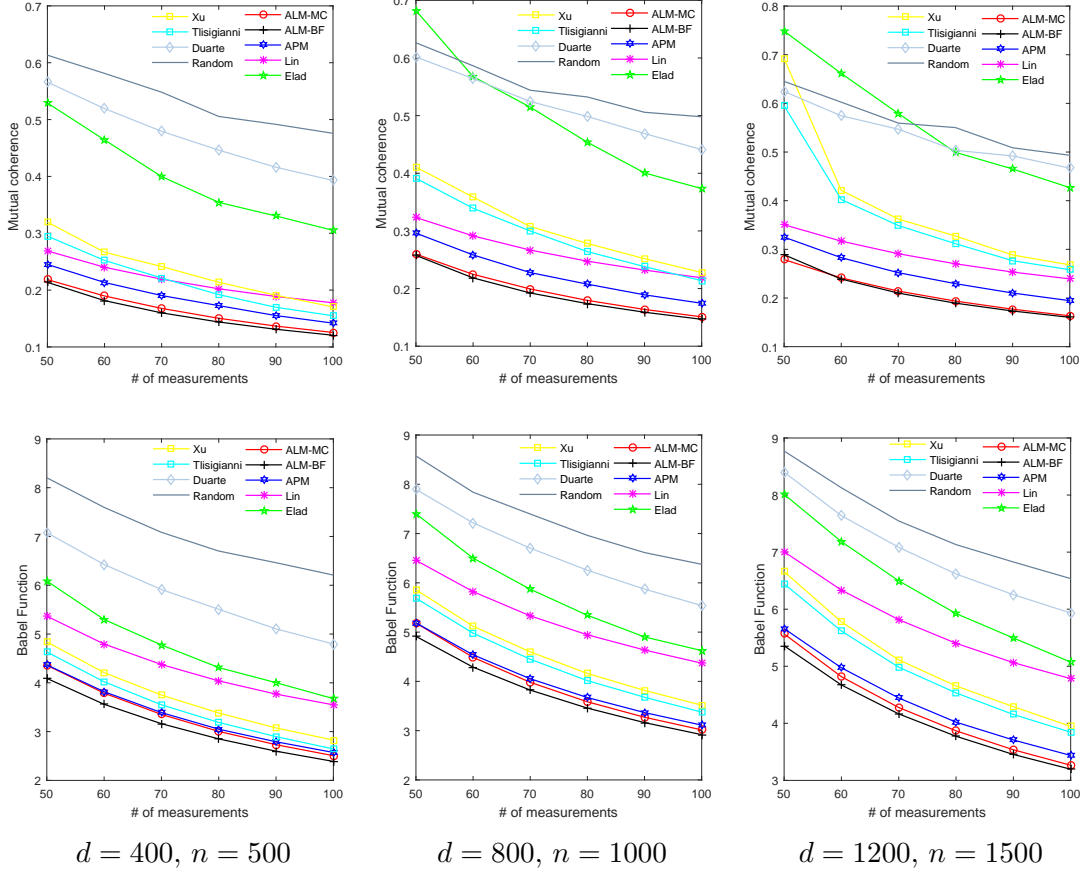 Mutual coherence
0.7
0.6
0.5
0.4
0.3
0.2
0.1
50 60 70 80 90 100
# of measurements
Xu
Tlisigianni
Duarte
Random
ALM-MC
ALM-BF
APM
Lin
Elad
Mutual coherence
0.7
0.6
0.5
0.4
0.3
0.2
0.1
50 60 70 80 90 100
# of measurements
Xu
Tlisigianni
Duarte
Random
ALM-MC
ALM-BF
APM
Lin
Elad
Mutual coherence
0.8
0.7
0.6
0.5
0.4
0.3
0.2
0.1
50 60 70 80 90 100
# of measurements
Xu
Tlisigianni
Duarte
Random
ALM-MC
ALM-BF
APM
Lin
Elad
Babel Function
9
8
7
6
5
4
3
2
50 60 70 80 90 100
# of measurements
Xu
Tlisigianni
Duarte
Random
ALM-MC
ALM-BF
APM
Lin
Elad
Babel Function
9
8
7
6
5
4
3
2
50 60 70 80 90 100
# of measurements
Xu
Tlisigianni
Duarte
Random
ALM-MC
ALM-BF
APM
Lin
Elad
Babel Function
9
8
7
6
5
4
3
50 60 70 80 90 100
# of measurements
Xu
Tlisigianni
Duarte
Random
ALM-MC
ALM-BF
APM
Lin
Elad
d = 400, n = 500
d = 800, n = 1000
d = 1200, n = 1500